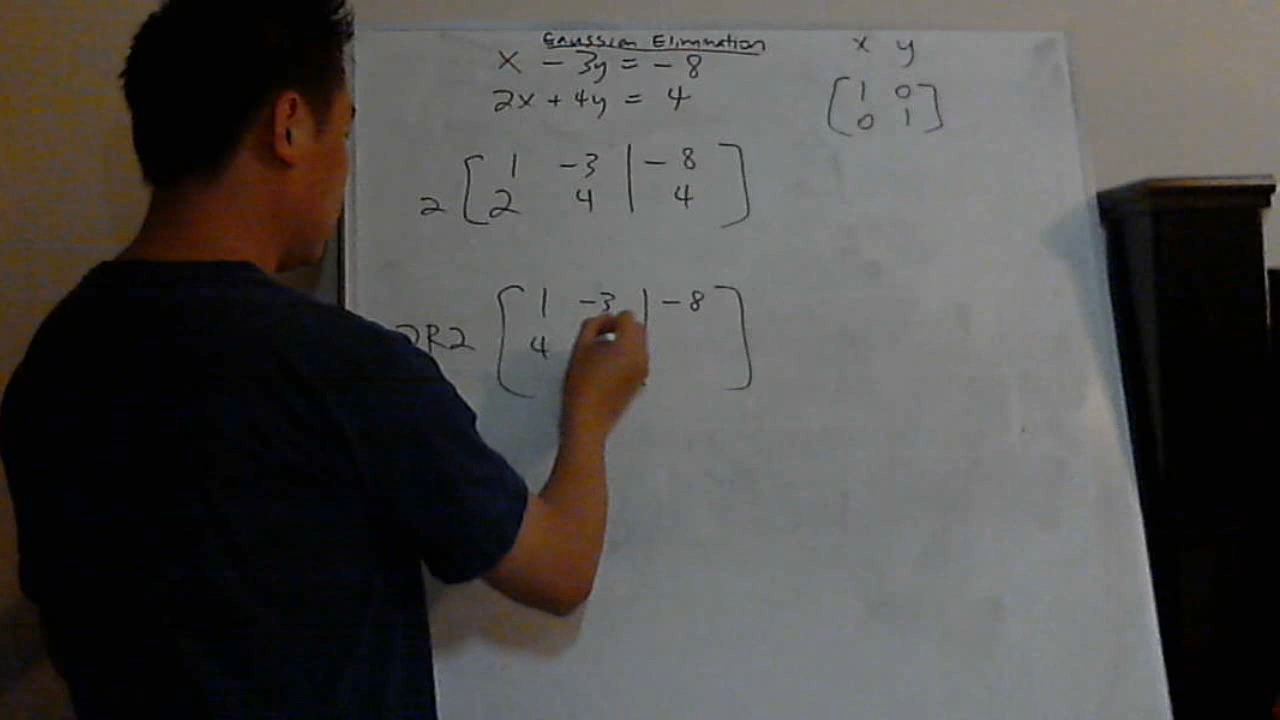 Gaussian Elimination
x - 3y = - 8
2x + 4y = 4
x y
[ 1 0 ]
[ 0 1 ]
[ 1 -3 | - 8 ]
2 [ 2 4 | 4 ]
[ 1 -3 | - 8 ]
2R2 [ 4